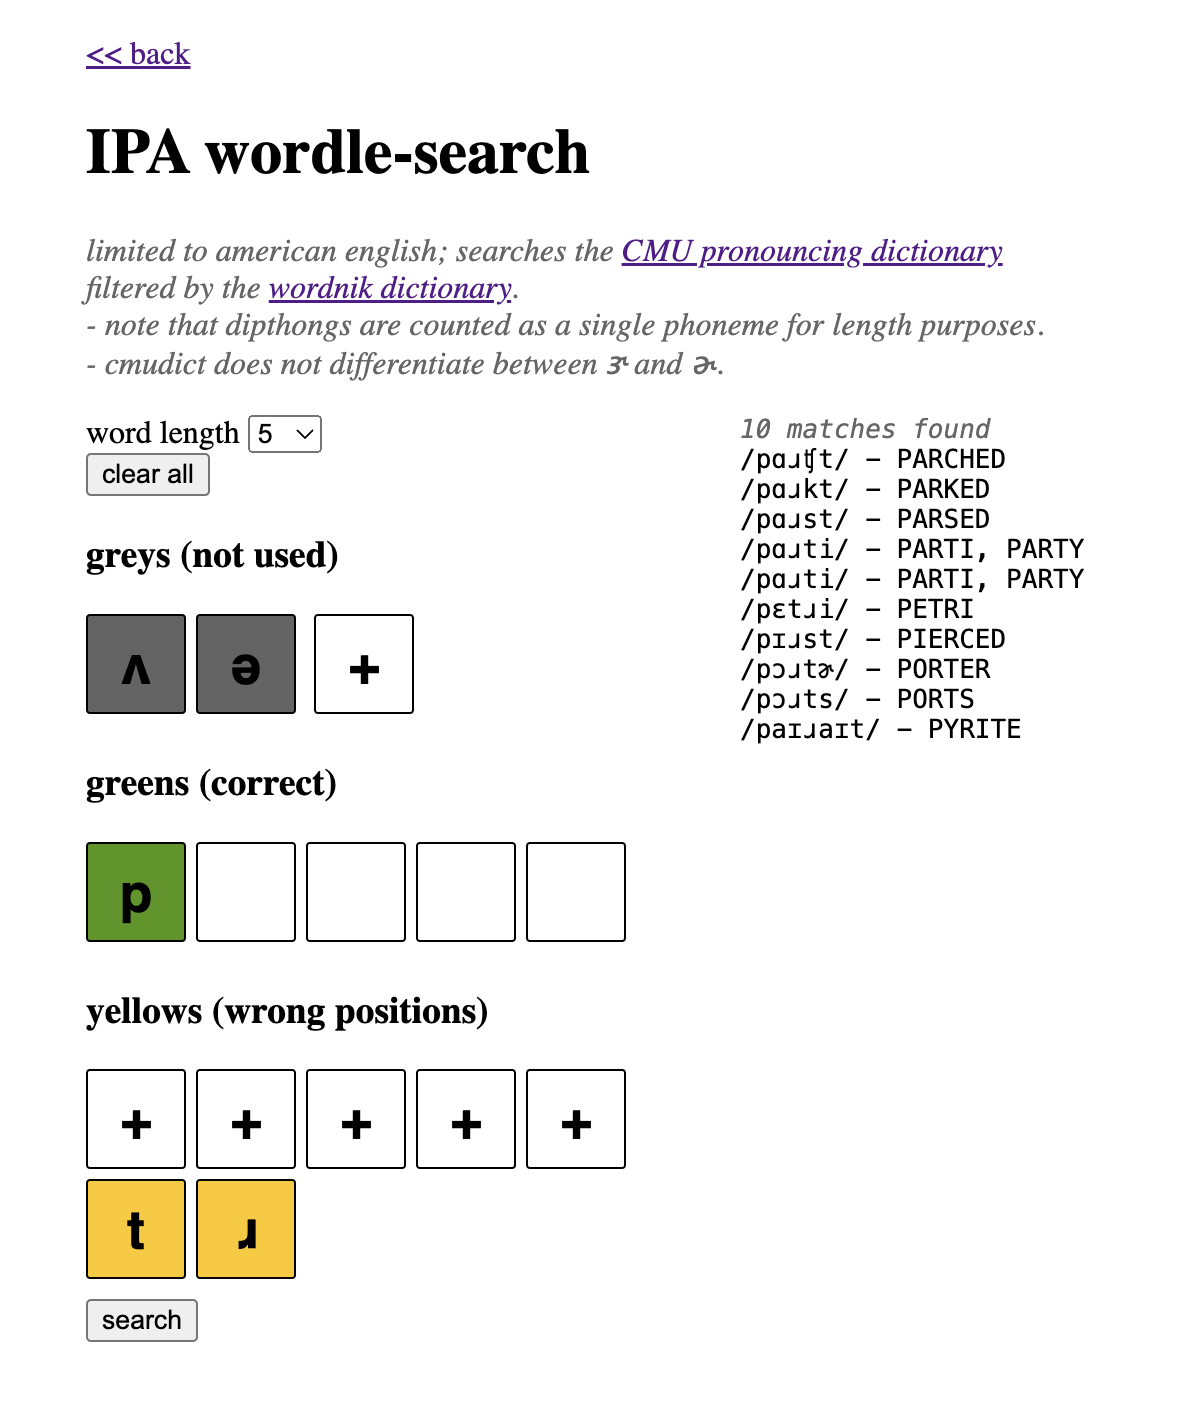 << back
IPA wordle-search
limited to american english; searches the CMU pronouncing dictionary
filtered by the wordnik dictionary.
- note that dipthongs are counted as a single phoneme for length purposes.
- cmudict does not differentiate between ɝ and ɚ.
word length 5
clear all
greys (not used)
ʌ ə +
greens (correct)
p
yellows (wrong positions)
+ + + + +
t ɹ
search
10 matches found
/pɑɹʧt/ – PARCHED
/pɑɹkt/ – PARKED
/pɑɹst/ – PARSED
/pɑɹti/ – PARTI, PARTY
/pɑɹti/ – PARTI, PARTY
/pɛtɹi/ – PETRI
/pɪɹst/ – PIERCED
/pɔɹtɚ/ – PORTER
/pɔɹts/ – PORTS
/paɪɹaɪt/ – PYRITE